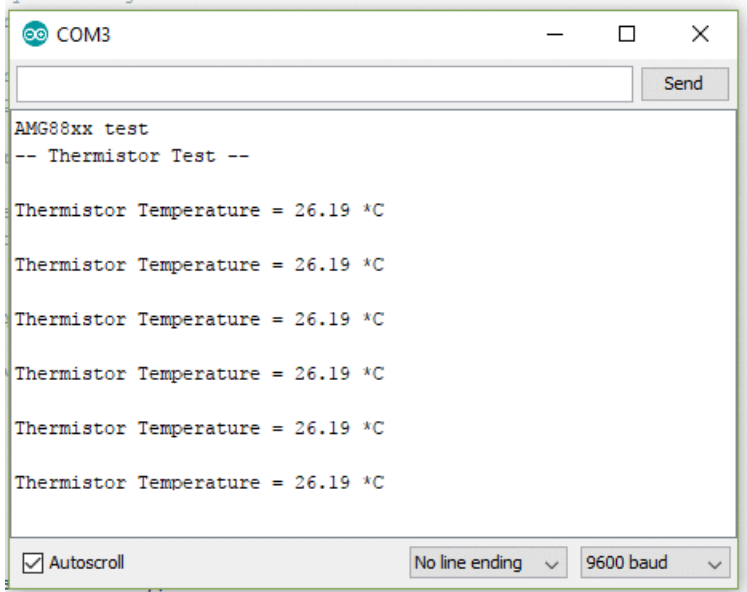 COM3
Send
AMG88xx test
-- Thermistor Test --
Thermistor Temperature = 26.19 *C
Thermistor Temperature = 26.19 *C
Thermistor Temperature = 26.19 *C
Thermistor Temperature = 26.19 *C
Thermistor Temperature = 26.19 *C
Thermistor Temperature = 26.19 *C
Autoscroll
No line ending
9600 baud